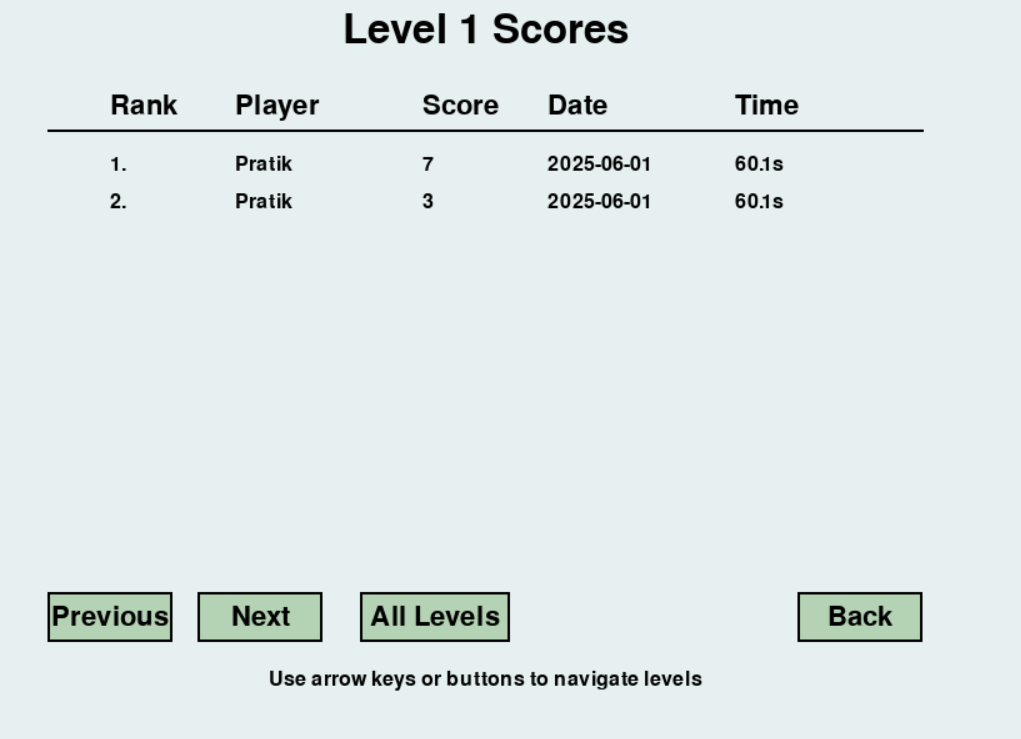 Level 1 Scores
Rank Player Score Date Time
1. Pratik 7 2025-06-01 60.1s
2. Pratik 3 2025-06-01 60.1s
Previous Next All Levels Back
Use arrow keys or buttons to navigate levels